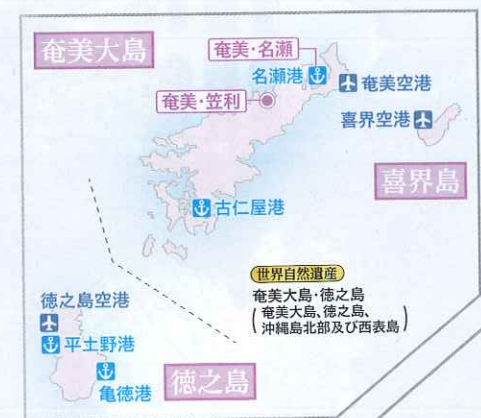 奄美大島
奄美・名瀬
名瀬港
奄美空港
奄美・笠利
喜界空港
喜界島
古仁屋港
世界自然遺産
奄美大島・徳之島
(奄美大島、徳之島、
沖縄島北部及び西表島)
徳之島空港
平土野港
亀徳港
徳之島